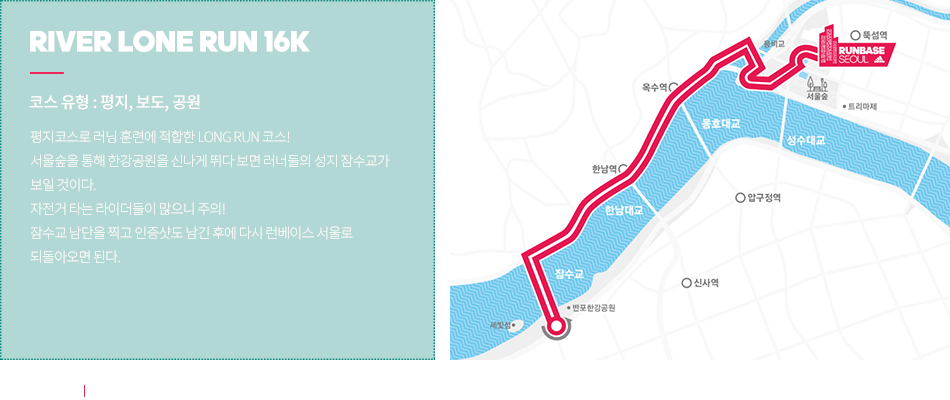 RIVER LONE RUN 16K
코스 유형 : 평지, 보도, 공원
평지코스로 러닝 훈련에 적합한 LONG RUN 코스!
서울숲을 통해 한강공원을 신나게 뛰다 보면 러너들의 성지 잠수교가
보일 것이다.
자전거 타는 라이더들이 많으니 주의!
잠수교 남단을 찍고 인증샷도 남긴 후에 다시 런베이스 서울로
되돌아오면 된다.
뚝섬역
용비교
RUNBASE
SEOUL
adidas
옥수역
서울숲
트리마제
동호대교
성수대교
한남역
압구정역
한남대교
잠수교
신사역
반포한강공원
세빛섬